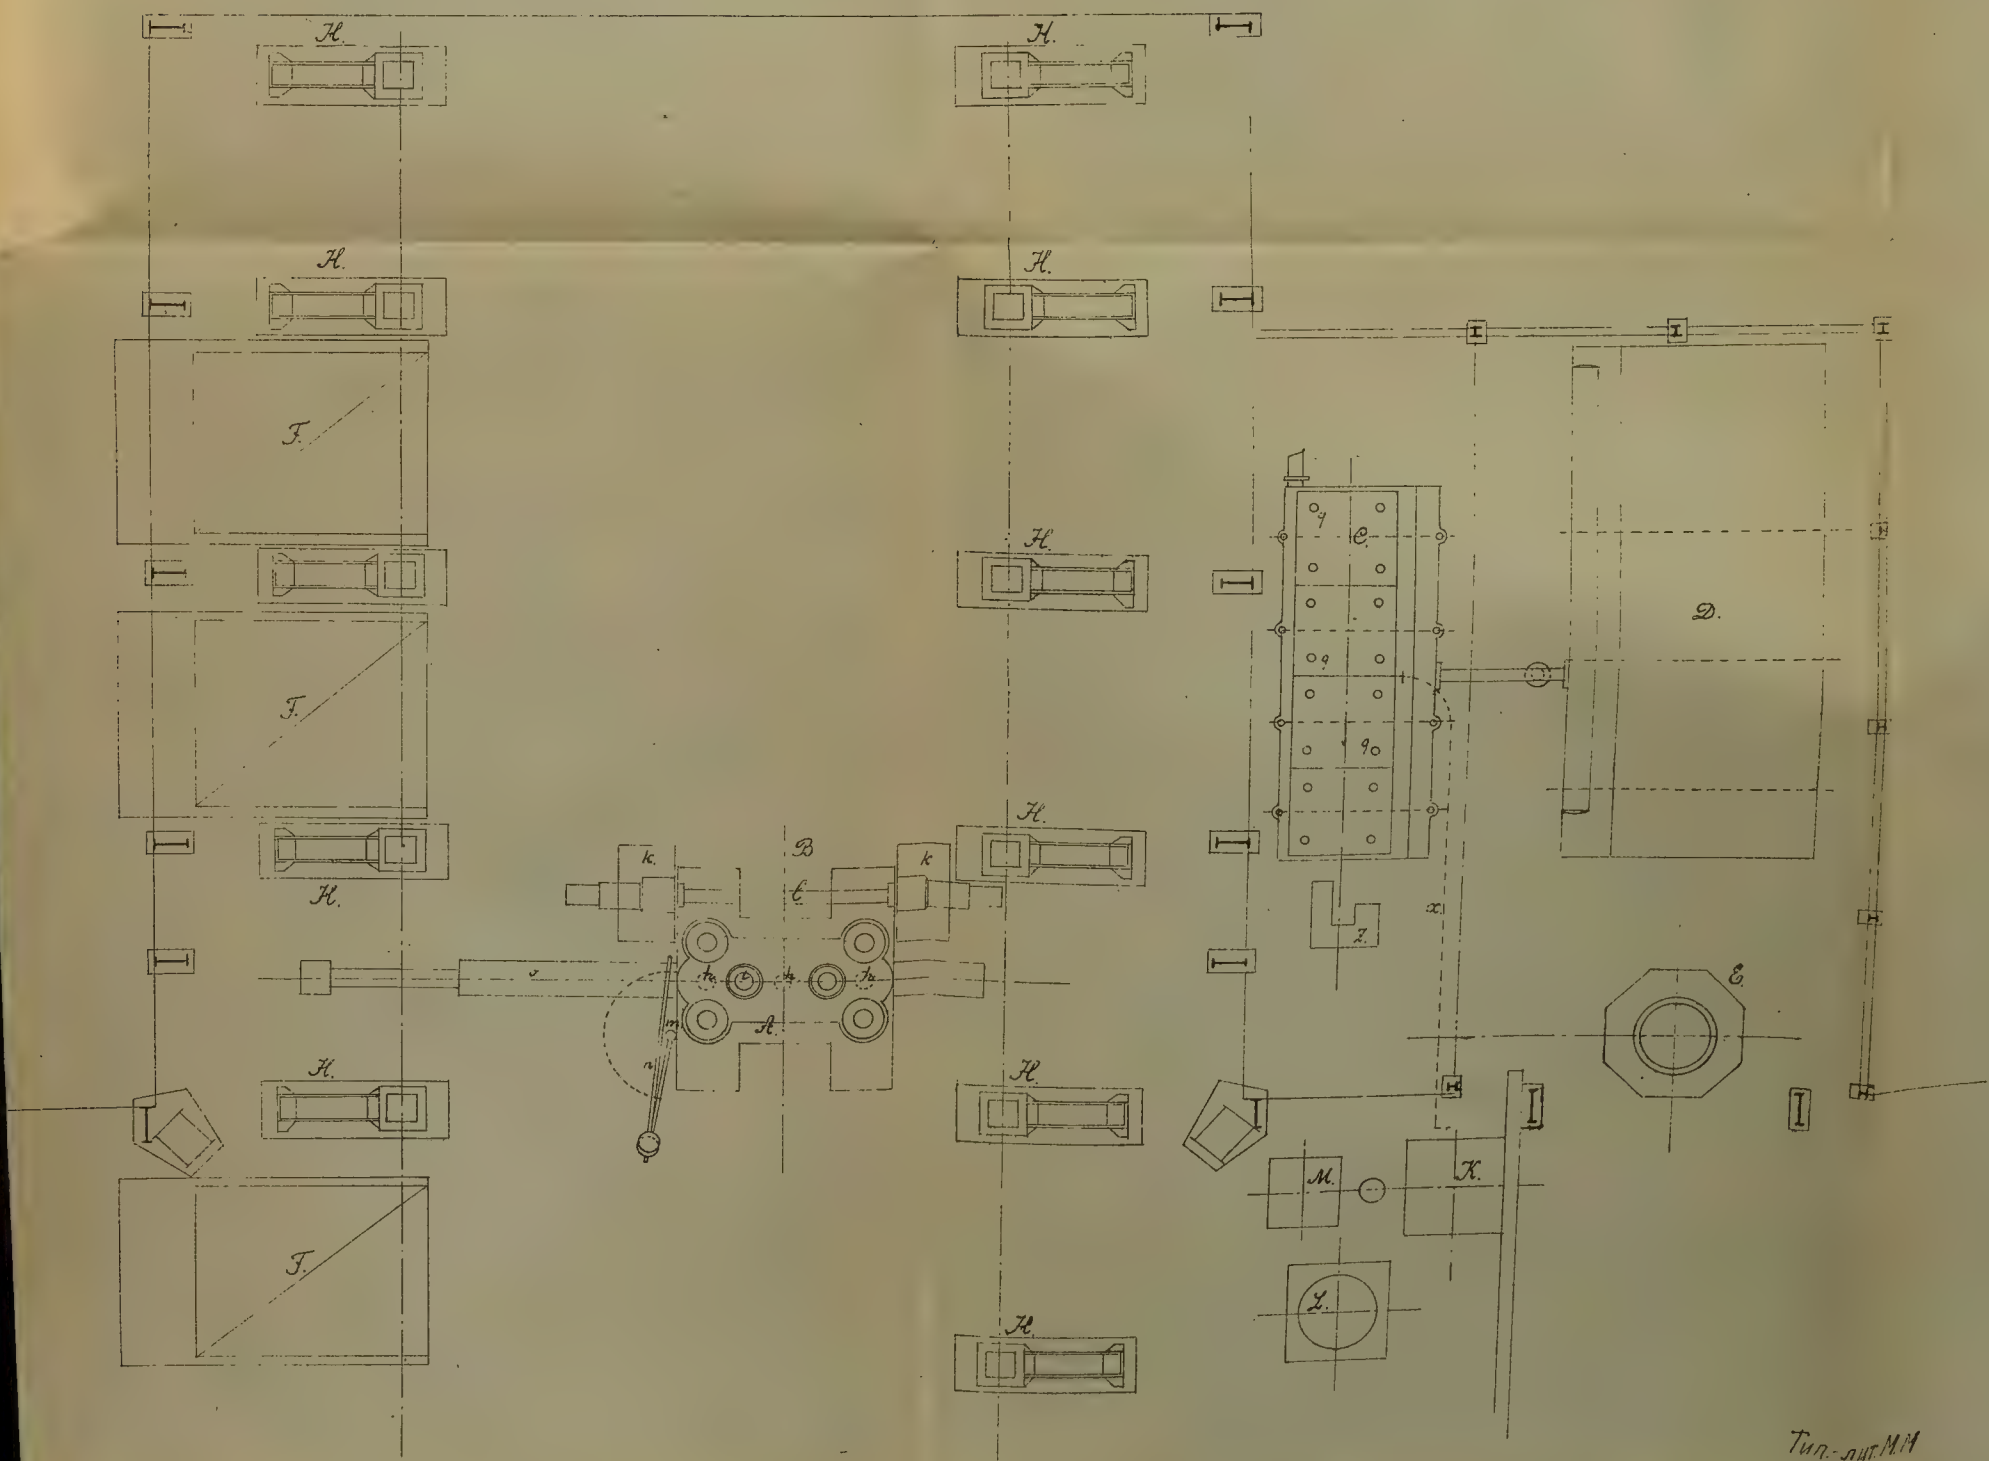 H.
H.
H.
H.
F.
H.
F.
H.
H.
B
k.
k
l
v
h
t
h
h
A.
m
n
H.
H.
F.
H.
q
C.
q
q
D.
x
Z.
E.
M.
K.
L.
Тип.-лит. М.М